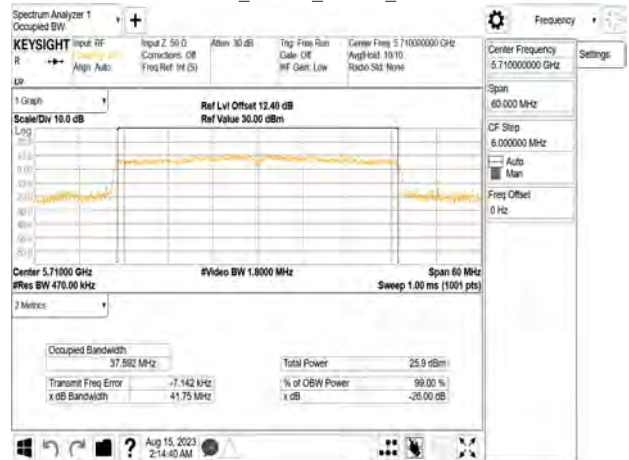 Spectrum Analyzer 1
Occupied BW
Frequency
KEYSIGHT
Input: RF
Input Z: 50 Ω
Atten: 30 dB
Trig: Free Run
Center Freq: 5.710000000 GHz
R
Corrections: Off
Gate: Off
Avg|Hold: 10/10
Align: Auto
Freq Ref: Int (S)
#IF Gain: Low
Radio Std: None
Center Frequency
5.710000000 GHz
Settings
Span
60.000 MHz
CF Step
6.000000 MHz
Auto
Man
Freq Offset
0 Hz
1 Graph
Ref Lvl Offset 12.40 dB
Scale/Div 10.0 dB
Ref Value 30.00 dBm
Log
Center 5.71000 GHz
#Video BW 1.8000 MHz
Span 60 MHz
#Res BW 470.00 kHz
Sweep 1.00 ms (1001 pts)
2 Metrics
Occupied Bandwidth
37.592 MHz
Total Power
25.9 dBm
Transmit Freq Error
-7.142 kHz
% of OBW Power
99.00 %
x dB Bandwidth
41.75 MHz
x dB
-26.00 dB
?
Aug 15, 2023
2:14:40 AM